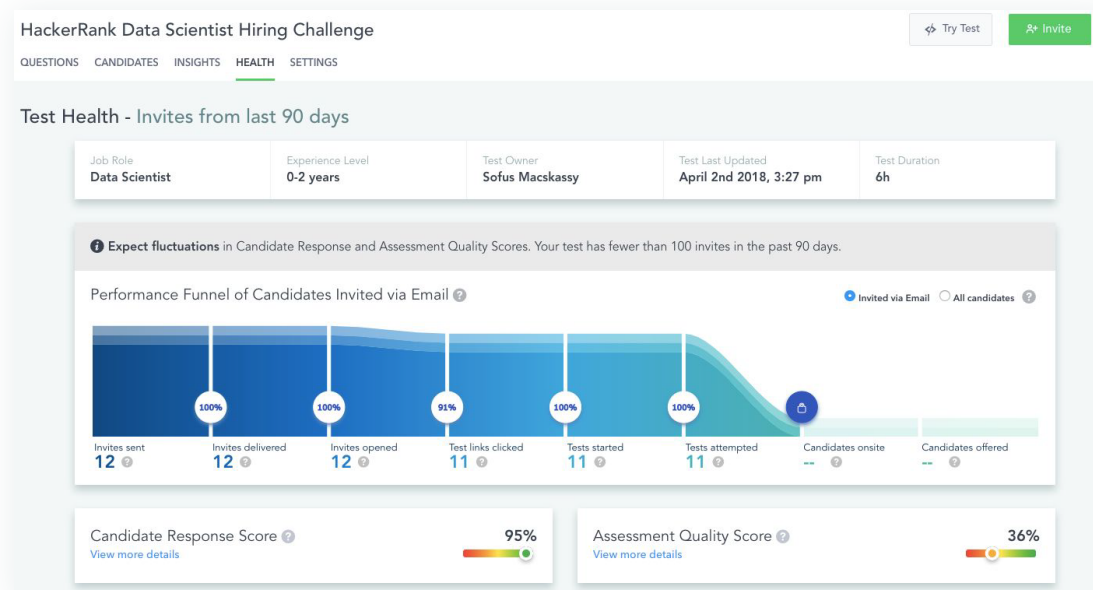 HackerRank Data Scientist Hiring Challenge
Try Test
Invite
QUESTIONS CANDIDATES INSIGHTS HEALTH SETTINGS
Test Health - Invites from last 90 days
Job Role
Data Scientist
Experience Level
0-2 years
Test Owner
Sofus Macskassy
Test Last Updated
April 2nd 2018, 3:27 pm
Test Duration
6h
Expect fluctuations in Candidate Response and Assessment Quality Scores. Your test has fewer than 100 invites in the past 90 days.
Performance Funnel of Candidates Invited via Email
Invited via Email All candidates
100% 100% 91% 100% 100%
Invites sent
12
Invites delivered
12
Invites opened
12
Test links clicked
11
Tests started
11
Tests attempted
11
Candidates onsite
--
Candidates offered
--
Candidate Response Score 95%
View more details
Assessment Quality Score 36%
View more details